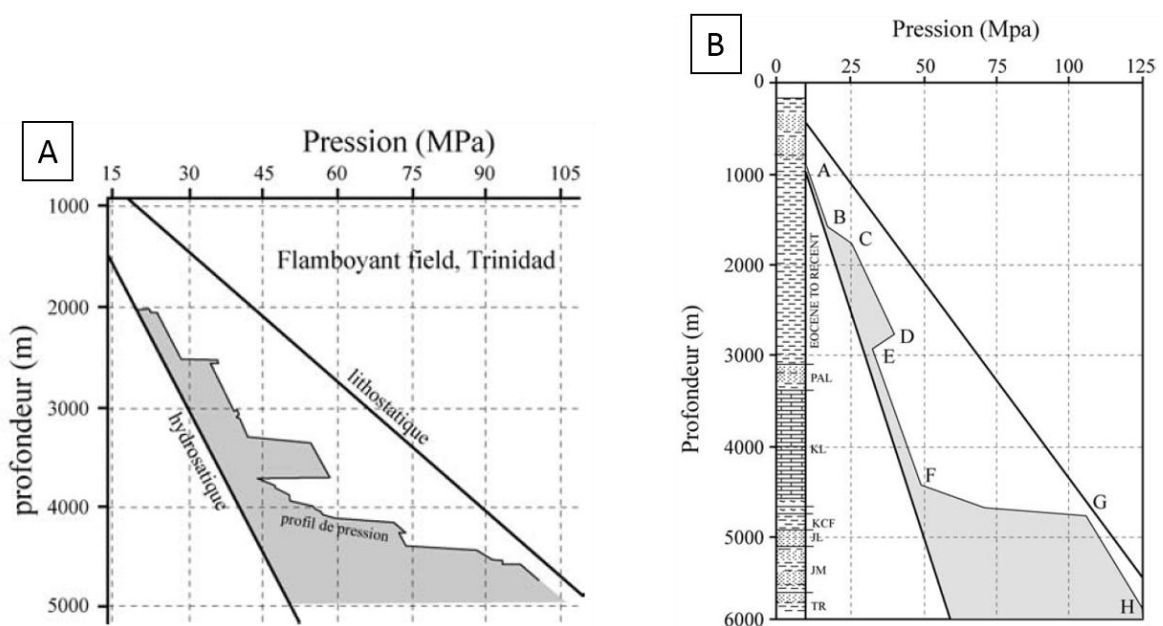 A
Pression (MPa)
15 30 45 60 75 90 105
1000
2000
3000
4000
5000
profondeur (m)
Flamboyant field, Trinidad
lithostatique
hydrosatique
profil de pression
B
Pression (Mpa)
0 25 50 75 100 125
0
1000
2000
3000
4000
5000
6000
Profondeur (m)
EOCENE TO RECENT
PAL
KL
KCF
JL
JM
TR
A
B
C
D
E
F
G
H